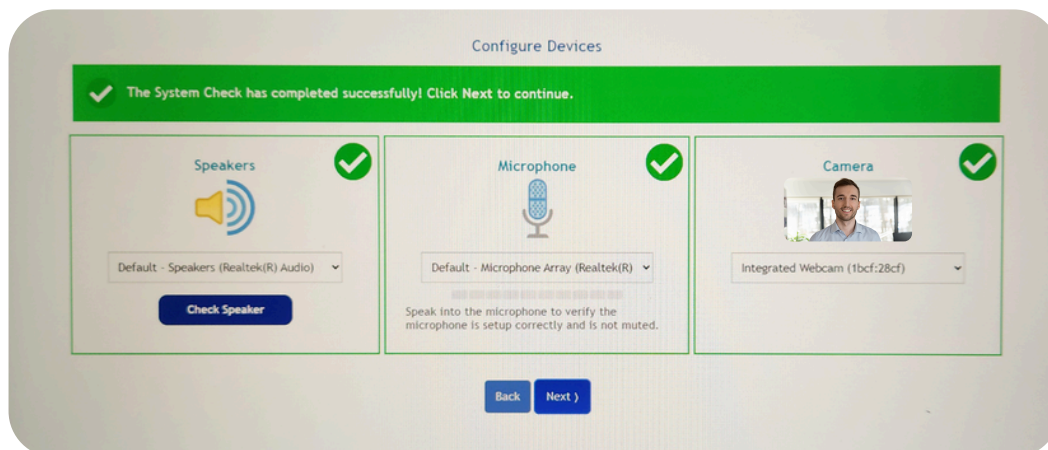 Configure Devices
The System Check has completed successfully! Click Next to continue.
Speakers
Default - Speakers (Realtek(R) Audio)
Check Speaker
Microphone
Default - Microphone Array (Realtek(R)
Speak into the microphone to verify the
microphone is setup correctly and is not muted.
Camera
Integrated Webcam (1bcf:28cf)
Back
Next ⟩